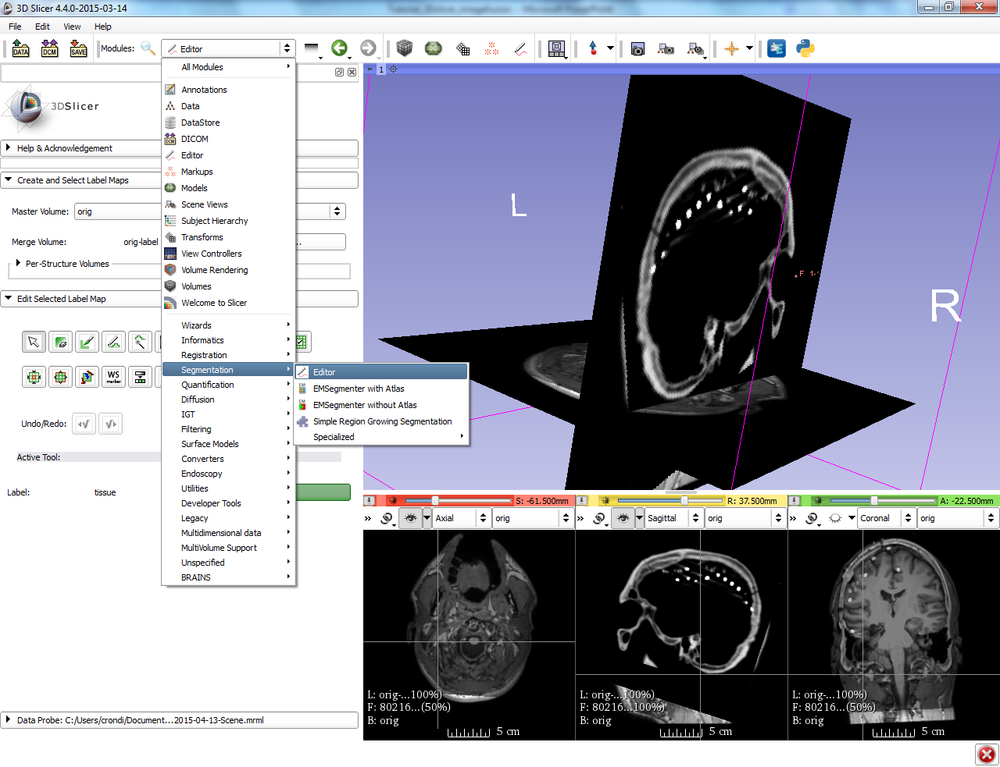 3D Slicer 4.4.0-2015-03-14
File Edit View Help
DATA DCM SAVE Modules: Editor
All Modules
Annotations
Data
DataStore
DICOM
Editor
Markups
Models
Scene Views
Subject Hierarchy
Transforms
View Controllers
Volume Rendering
Volumes
Welcome to Slicer
Wizards
Informatics
Registration
Segmentation
Quantification
Diffusion
IGT
Filtering
Surface Models
Converters
Endoscopy
Utilities
Developer Tools
Legacy
Multidimensional data
MultiVolume Support
Unspecified
BRAINS
Editor
EMSegmenter with Atlas
EMSegmenter without Atlas
Simple Region Growing Segmentation
Specialized
3DSlicer
Help & Acknowledgement
Create and Select Label Maps
Master Volume: orig
Merge Volume: orig-label
Per-Structure Volumes
Edit Selected Label Map
WS
marker
Undo/Redo:
Active Tool:
Label: tissue
Data Probe: C:/Users/crondi/Document...2015-04-13-Scene.mrml
1
L
R
F 1-
S: -61.500mm
Axial orig
L: orig-...100%)
F: 80216...(50%)
B: orig
5 cm
R: 37.500mm
Sagittal orig
L: orig-...100%)
F: 80216...100%)
B: orig
5 cm
A: -22.500mm
Coronal orig
L: orig-...100%)
F: 80216...(50%)
B: orig
5 cm